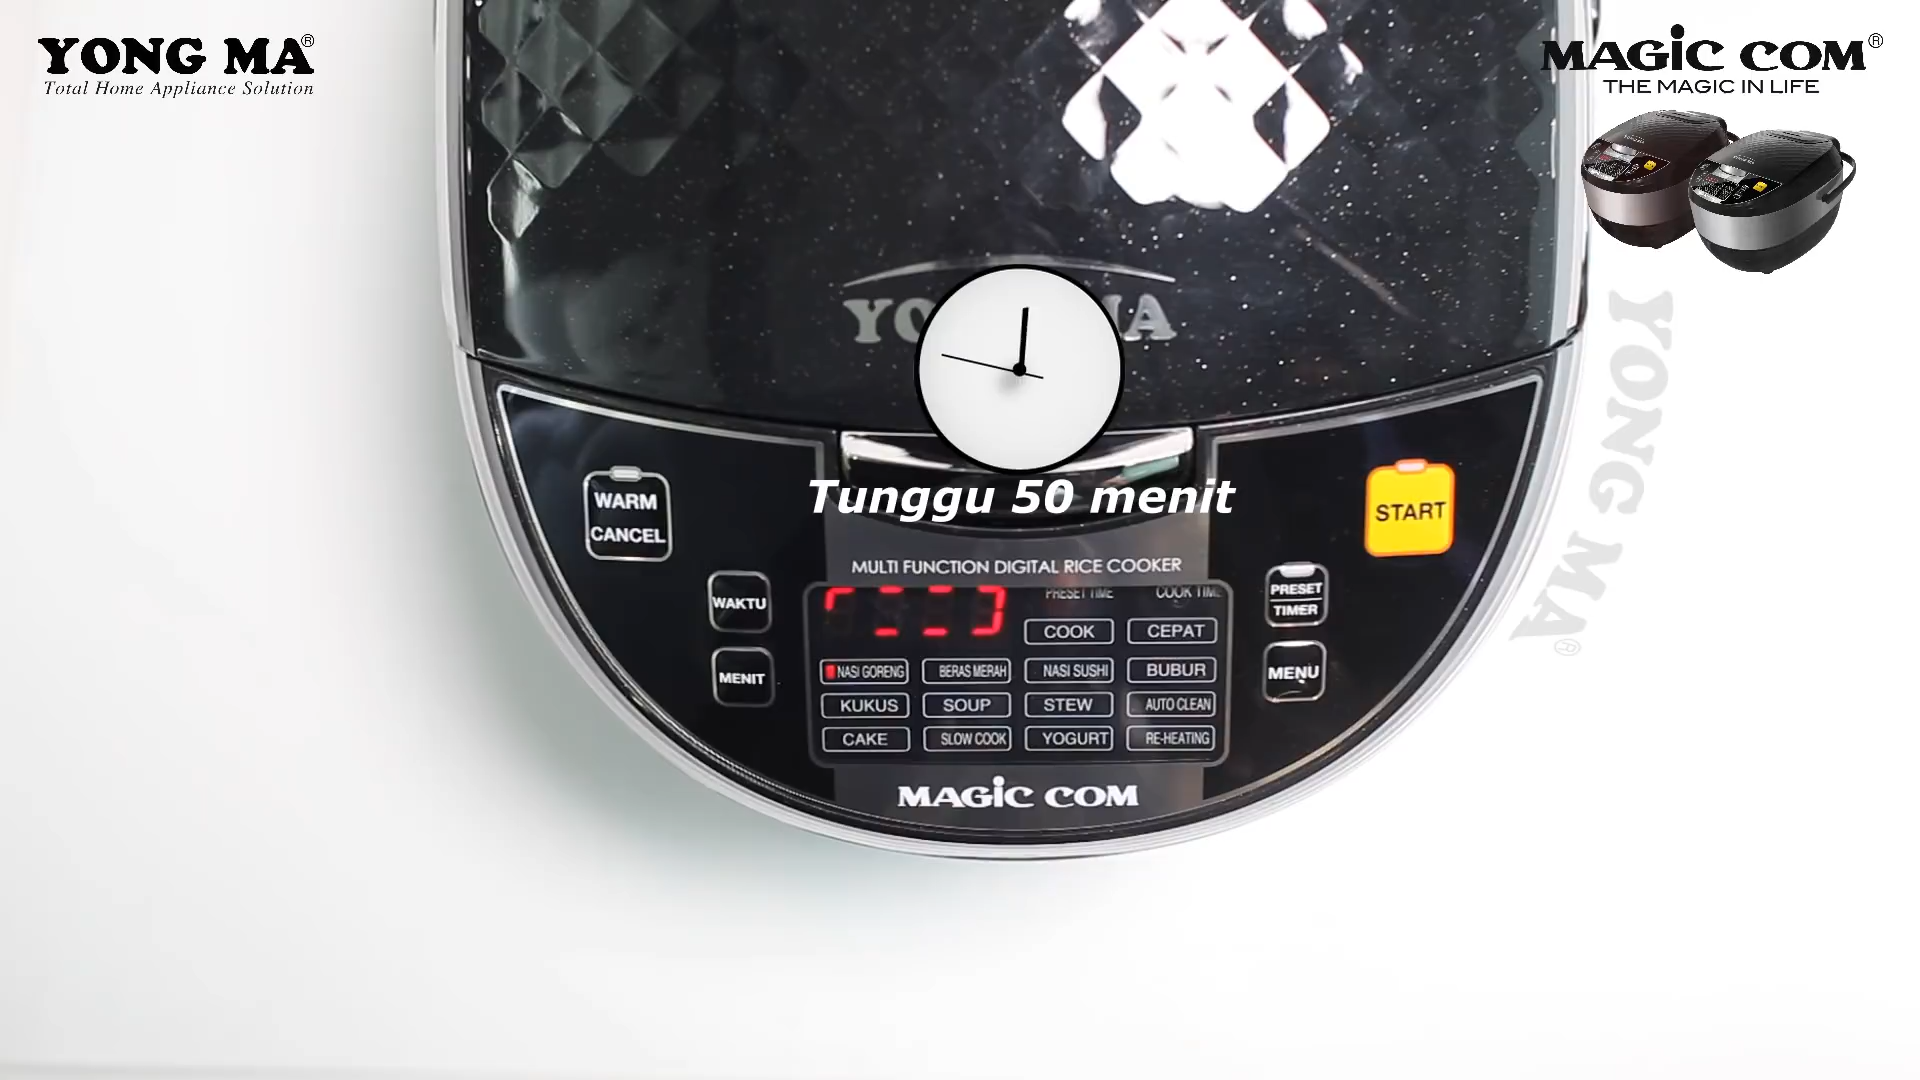 YONG MA®
Total Home Appliance Solution
MAGiC COM®
THE MAGIC IN LIFE
YONG MA®
Tunggu 50 menit
WARM
CANCEL
START
MULTI FUNCTION DIGITAL RICE COOKER
WAKTU
MENIT
PRESET TIME
COOK TIME
COOK
CEPAT
NASI GORENG
BERAS MERAH
NASI SUSHI
BUBUR
KUKUS
SOUP
STEW
AUTO CLEAN
CAKE
SLOW COOK
YOGURT
RE-HEATING
PRESET
TIMER
MENU
MAGiC COM